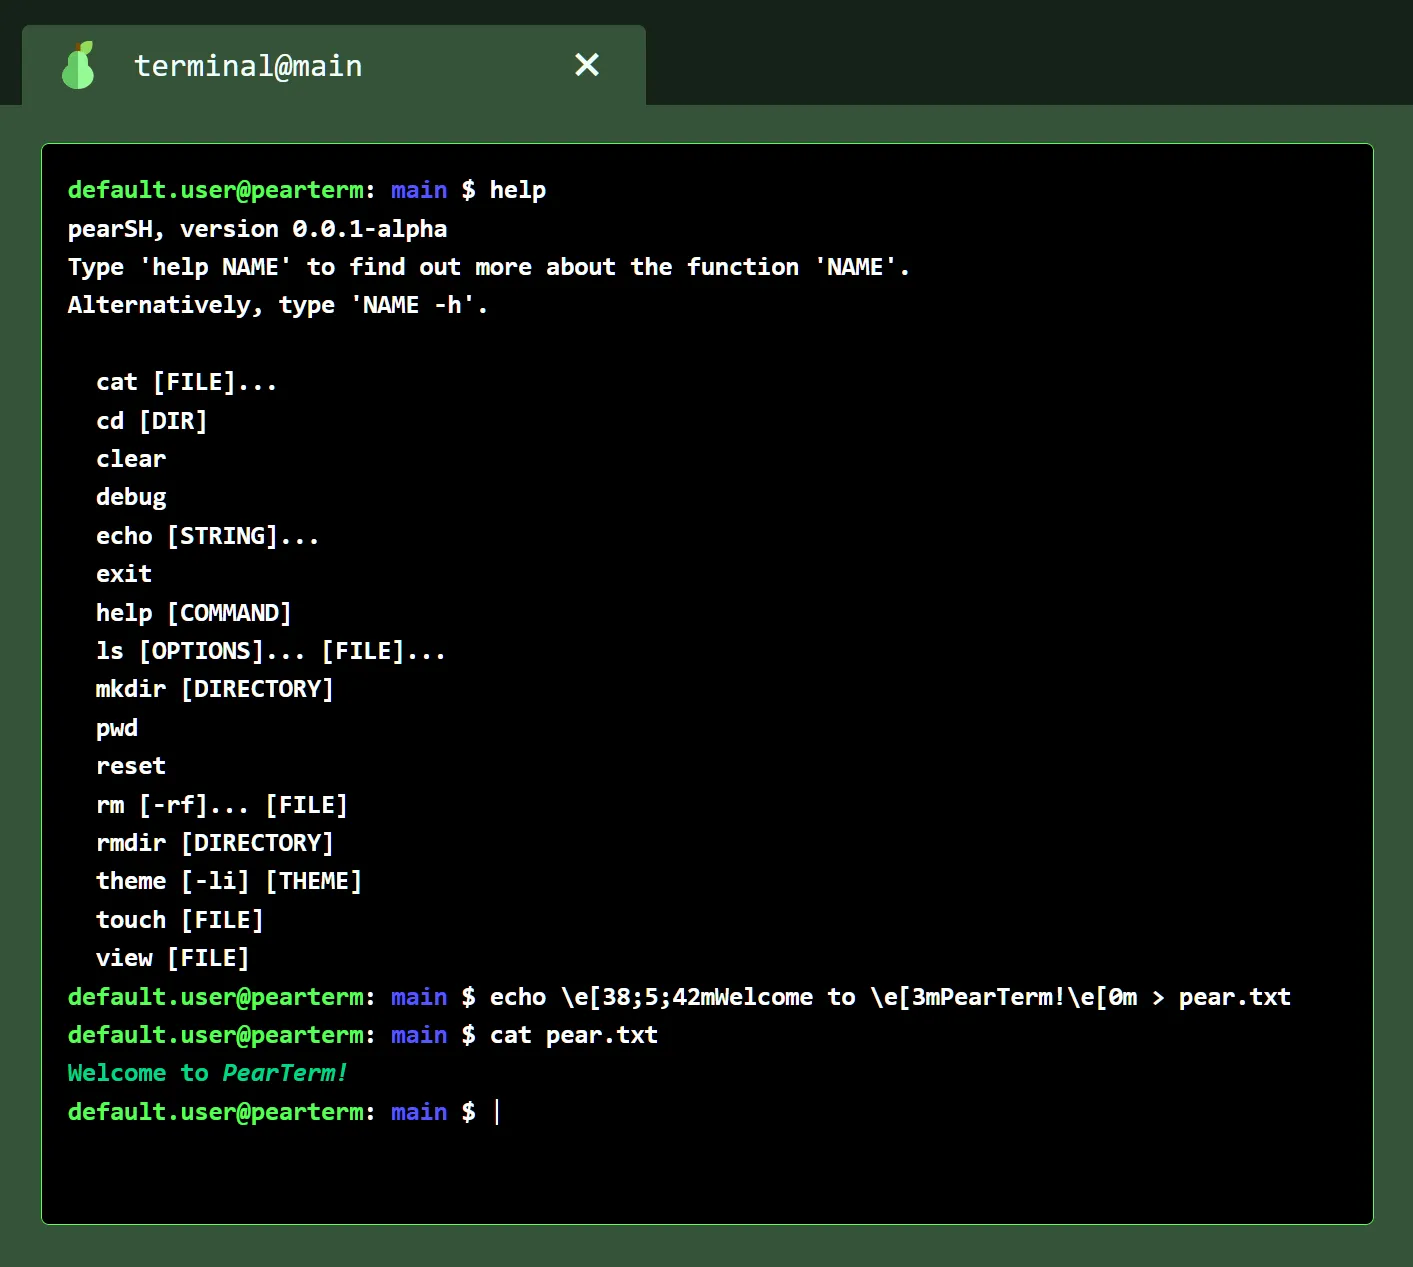 terminal@main
default.user@pearterm: main $ help
pearSH, version 0.0.1-alpha
Type 'help NAME' to find out more about the function 'NAME'.
Alternatively, type 'NAME -h'.
cat [FILE]...
cd [DIR]
clear
debug
echo [STRING]...
exit
help [COMMAND]
ls [OPTIONS]... [FILE]...
mkdir [DIRECTORY]
pwd
reset
rm [-rf]... [FILE]
rmdir [DIRECTORY]
theme [-li] [THEME]
touch [FILE]
view [FILE]
default.user@pearterm: main $ echo \e[38;5;42mWelcome to \e[3mPearTerm!\e[0m > pear.txt
default.user@pearterm: main $ cat pear.txt
Welcome to PearTerm!
default.user@pearterm: main $